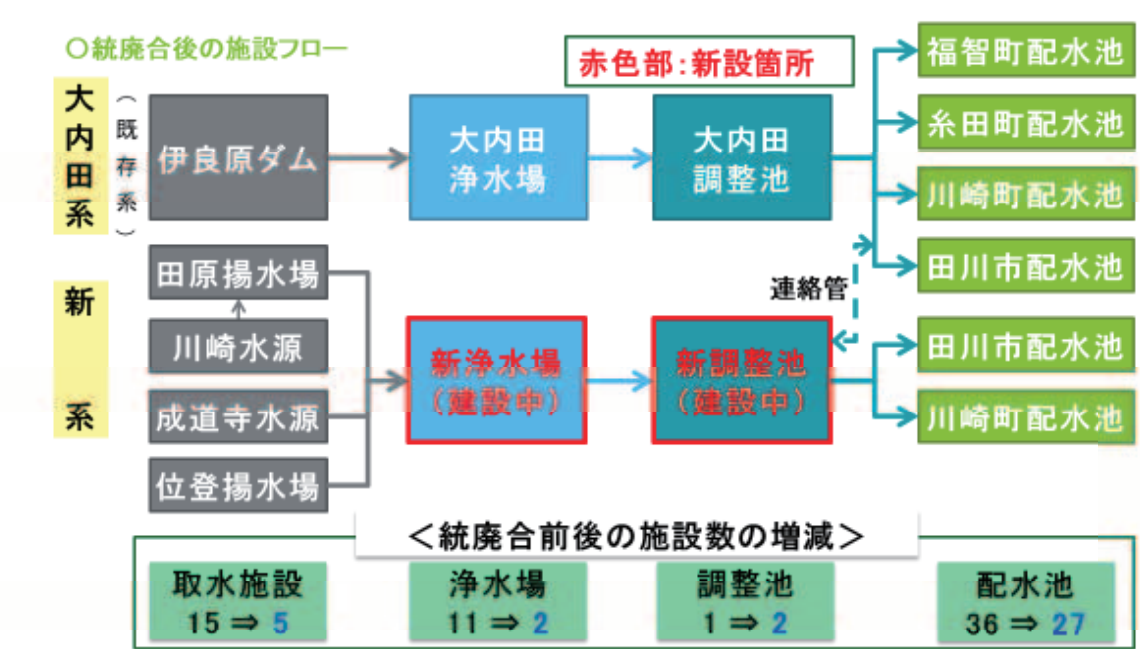 〇統廃合後の施設フロー
赤色部:新設箇所
大内田系
(既存系)
伊良原ダム
大内田
浄水場
大内田
調整池
福智町配水池
糸田町配水池
川崎町配水池
田川市配水池
連絡管
新系
田原揚水場
川崎水源
成道寺水源
位登揚水場
新浄水場
(建設中)
新調整池
(建設中)
田川市配水池
川崎町配水池
<統廃合前後の施設数の増減>
取水施設
15 ⇒ 5
浄水場
11 ⇒ 2
調整池
1 ⇒ 2
配水池
36 ⇒ 27